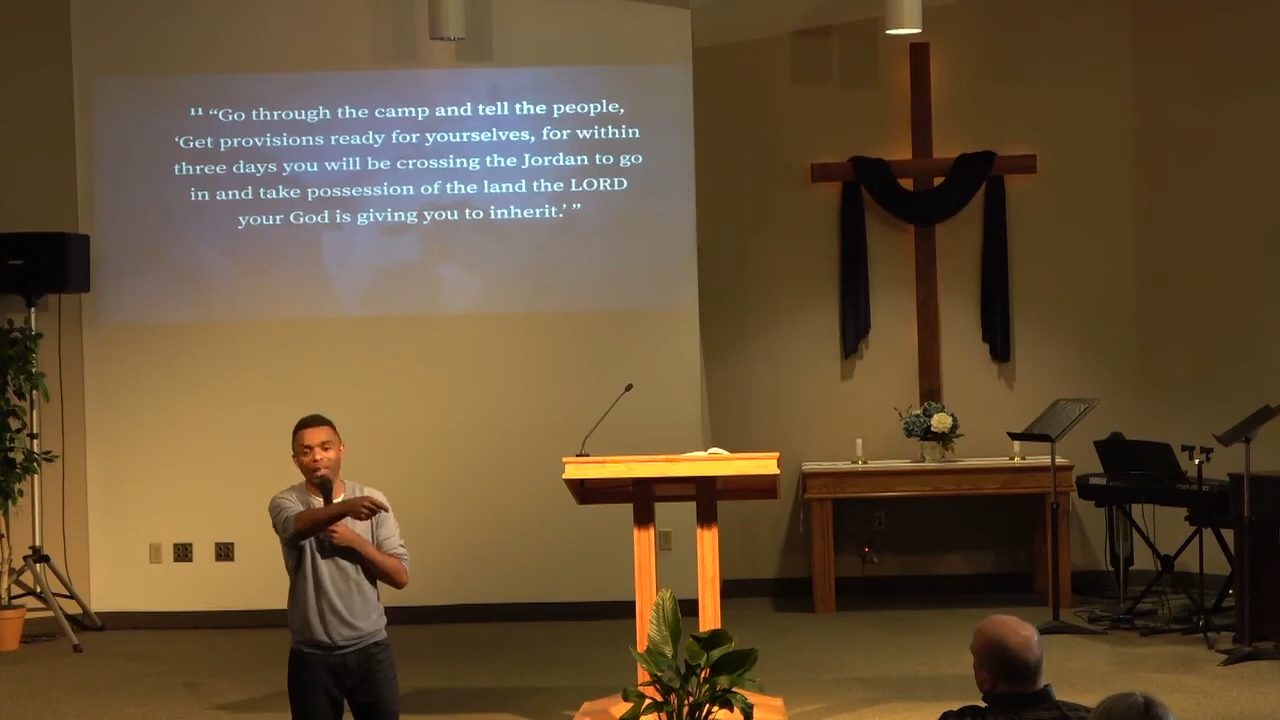 ¹¹ “Go through the camp and tell the people,
‘Get provisions ready for yourselves, for within
three days you will be crossing the Jordan to go
in and take possession of the land the LORD
your God is giving you to inherit.’ ”
YAMAHA